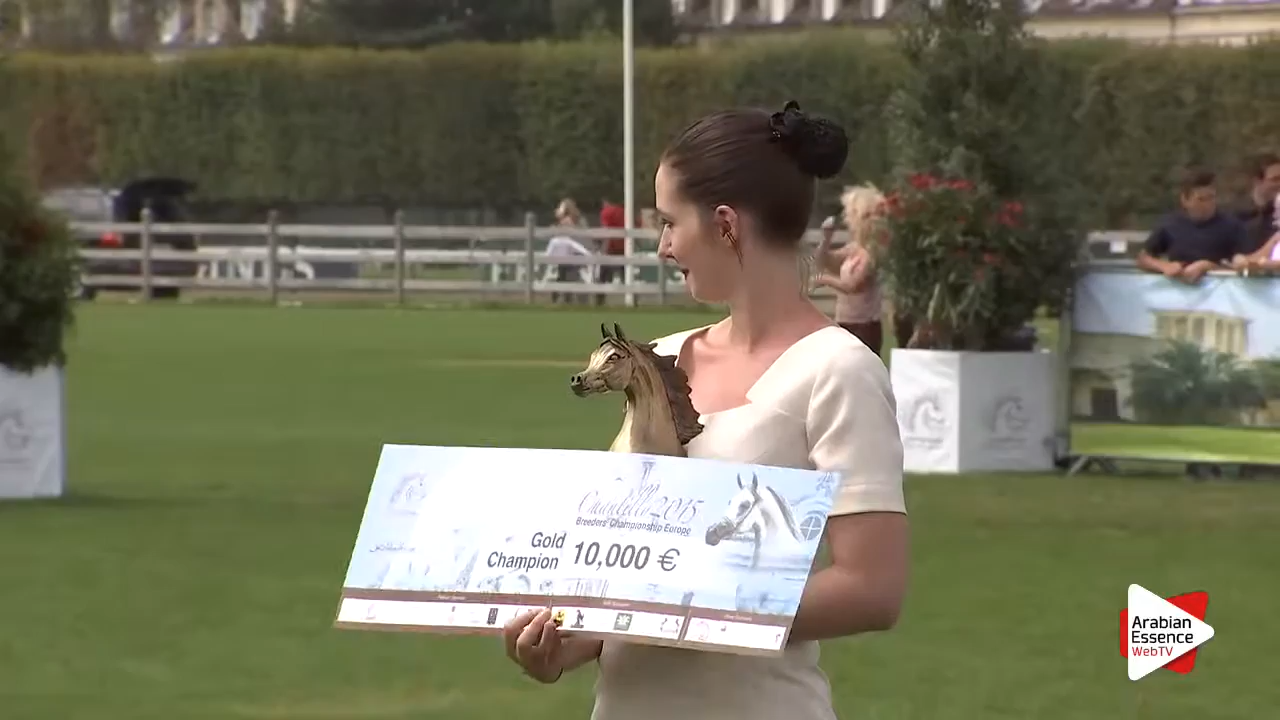 Chantilly 2015
Breeders' Championship Europe
Gold
Champion 10,000 €
Arabian
Essence
WebTV